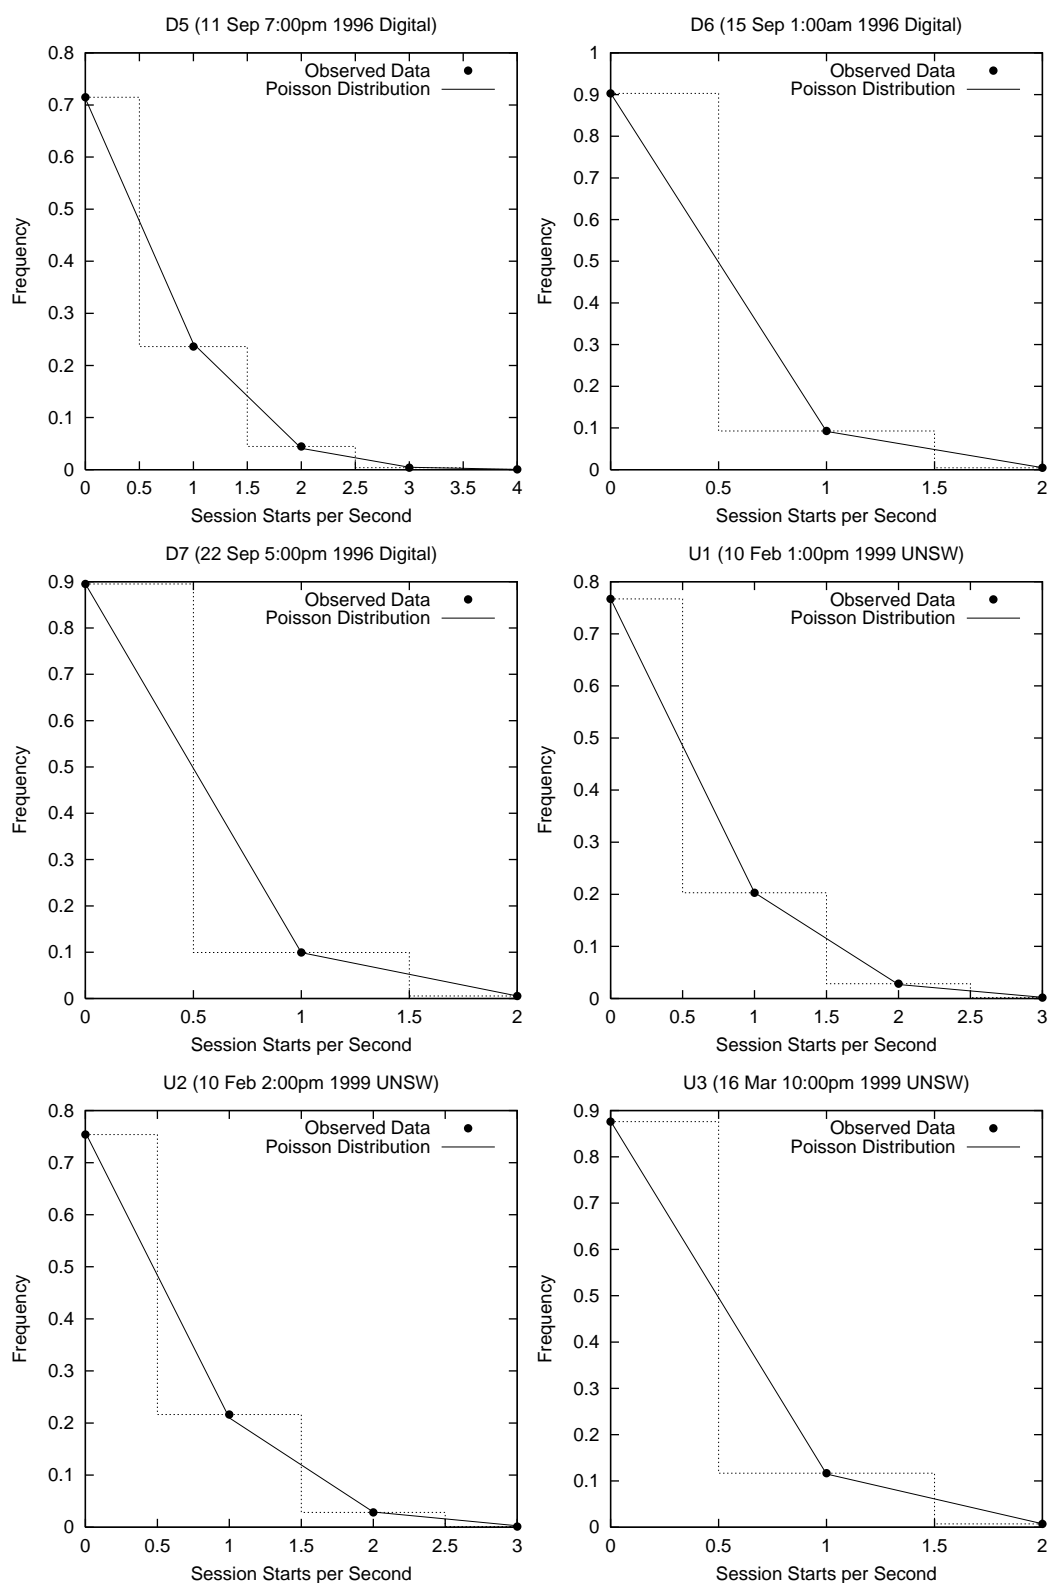 D5 (11 Sep 7:00pm 1996 Digital)
Observed Data
Poisson Distribution
0.8
0.7
0.6
0.5
0.4
0.3
0.2
0.1
0
Frequency
0 0.5 1 1.5 2 2.5 3 3.5 4
Session Starts per Second
D6 (15 Sep 1:00am 1996 Digital)
Observed Data
Poisson Distribution
1
0.9
0.8
0.7
0.6
0.5
0.4
0.3
0.2
0.1
0
Frequency
0 0.5 1 1.5 2
Session Starts per Second
D7 (22 Sep 5:00pm 1996 Digital)
Observed Data
Poisson Distribution
0.9
0.8
0.7
0.6
0.5
0.4
0.3
0.2
0.1
0
Frequency
0 0.5 1 1.5 2
Session Starts per Second
U1 (10 Feb 1:00pm 1999 UNSW)
Observed Data
Poisson Distribution
0.8
0.7
0.6
0.5
0.4
0.3
0.2
0.1
0
Frequency
0 0.5 1 1.5 2 2.5 3
Session Starts per Second
U2 (10 Feb 2:00pm 1999 UNSW)
Observed Data
Poisson Distribution
0.8
0.7
0.6
0.5
0.4
0.3
0.2
0.1
0
Frequency
0 0.5 1 1.5 2 2.5 3
Session Starts per Second
U3 (16 Mar 10:00pm 1999 UNSW)
Observed Data
Poisson Distribution
0.9
0.8
0.7
0.6
0.5
0.4
0.3
0.2
0.1
0
Frequency
0 0.5 1 1.5 2
Session Starts per Second